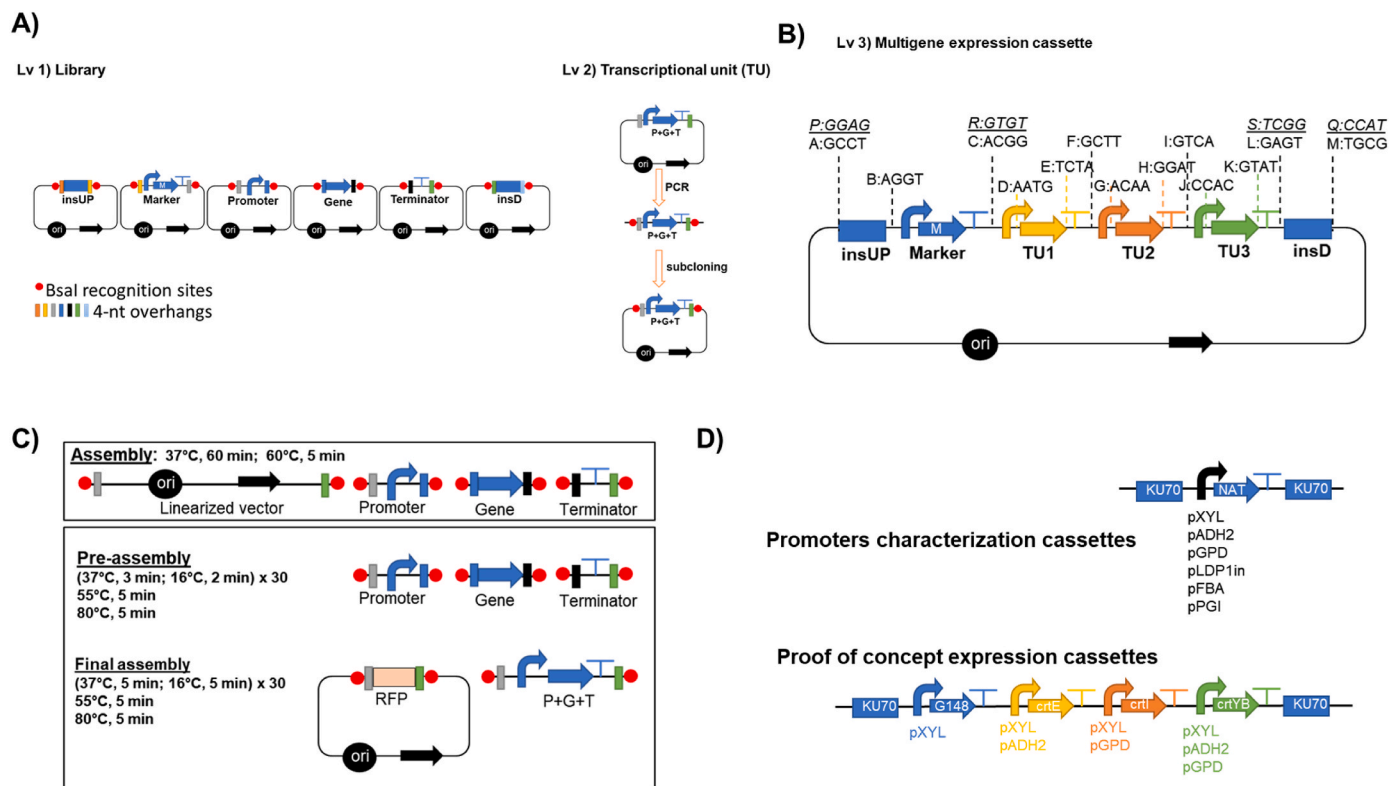 A)
Lv 1) Library
insUP
Marker
Promoter
Gene
Terminator
insD
M
ori
ori
ori
ori
ori
ori
BsaI recognition sites
4-nt overhangs
Lv 2) Transcriptional unit (TU)
P+G+T
ori
PCR
P+G+T
subcloning
P+G+T
ori
B)
Lv 3) Multigene expression cassette
P:GGAG
A:GCCT
B:AGGT
R:GTGT
C:ACGG
D:AATG
E:TCTA
F:GCTT
G:ACAA
H:GGAT
I:GTCA
J:CCAC
K:GTAT
S:TCGG
L:GAGT
Q:CCAT
M:TGCG
M
insUP
Marker
TU1
TU2
TU3
insD
ori
C)
Assembly: 37°C, 60 min; 60°C, 5 min
ori
Linearized vector
Promoter
Gene
Terminator
Pre-assembly
(37°C, 3 min; 16°C, 2 min) x 30
55°C, 5 min
80°C, 5 min
Promoter
Gene
Terminator
Final assembly
(37°C, 5 min; 16°C, 5 min) x 30
55°C, 5 min
80°C, 5 min
RFP
ori
P+G+T
D)
KU70
NAT
KU70
Promoters characterization cassettes
pXYL
pADH2
pGPD
pLDP1in
pFBA
pPGI
Proof of concept expression cassettes
KU70
G148
crtE
crtI
crtYB
KU70
pXYL
pXYL
pADH2
pXYL
pGPD
pXYL
pADH2
pGPD